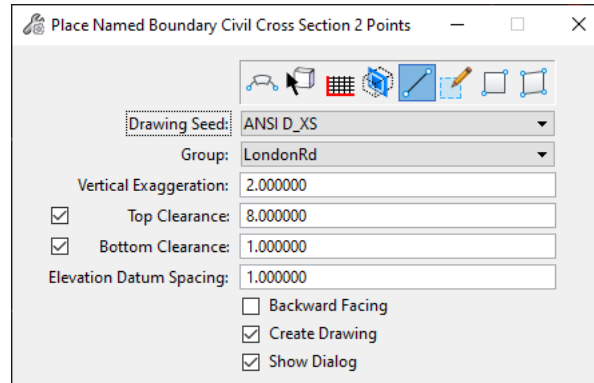 Place Named Boundary Civil Cross Section 2 Points
Drawing Seed: ANSI D_XS
Group: LondonRd
Vertical Exaggeration: 2.000000
Top Clearance: 8.000000
Bottom Clearance: 1.000000
Elevation Datum Spacing: 1.000000
Backward Facing
Create Drawing
Show Dialog